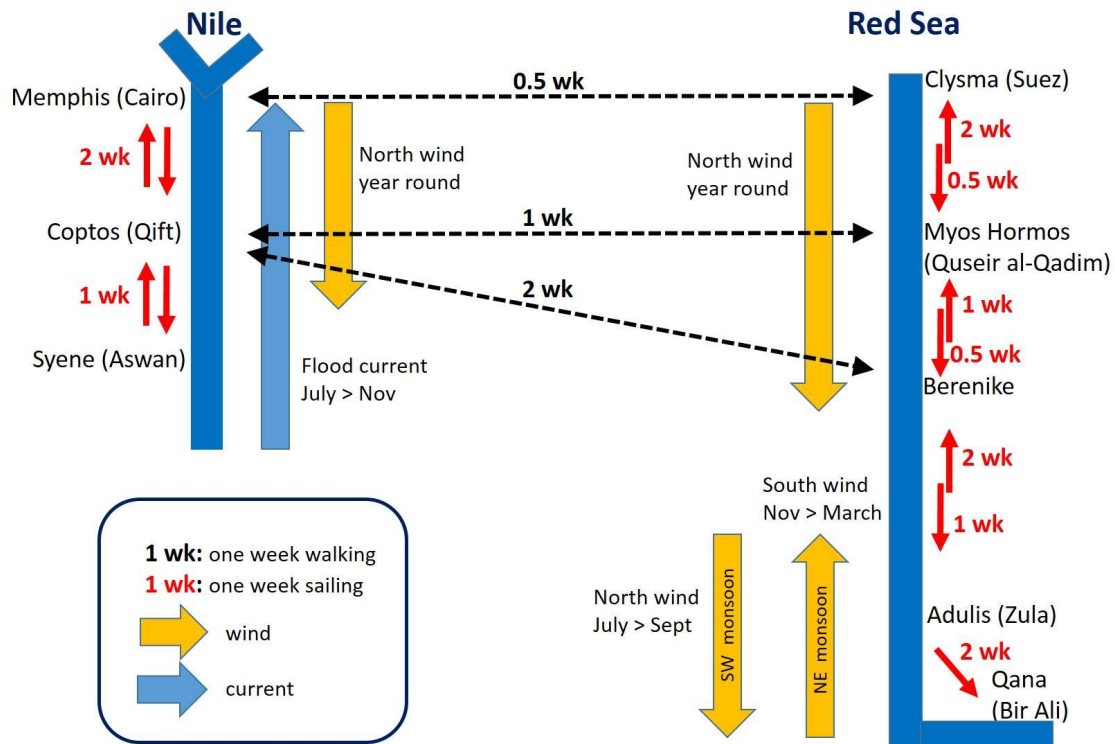 Nile
Red Sea
0.5 wk
Clysma (Suez)
Memphis (Cairo)
2 wk
2 wk
North wind
year round
North wind
year round
0.5 wk
1 wk
Coptos (Qift)
Myos Hormos
(Quseir al-Qadim)
1 wk
2 wk
1 wk
0.5 wk
Syene (Aswan)
Flood current
July > Nov
Berenike
2 wk
South wind
Nov > March
1 wk
1 wk: one week walking
1 wk: one week sailing
wind
current
North wind
July > Sept
SW monsoon
NE monsoon
Adulis (Zula)
2 wk
Qana
(Bir Ali)